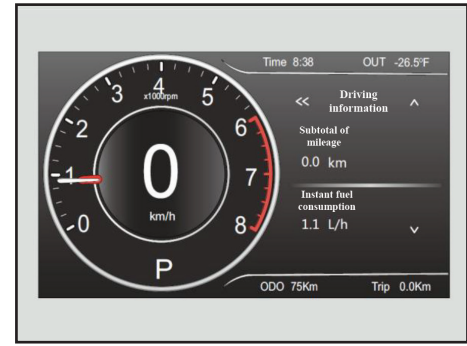 Time 8:38
OUT -26.5°F
<< Driving information ^
Subtotal of
mileage
0.0 km
Instant fuel
consumption
1.1 L/h
ODO 75Km
Trip 0.0Km
0
1
2
3
4
5
6
7
8
x1000rpm
0
km/h
P